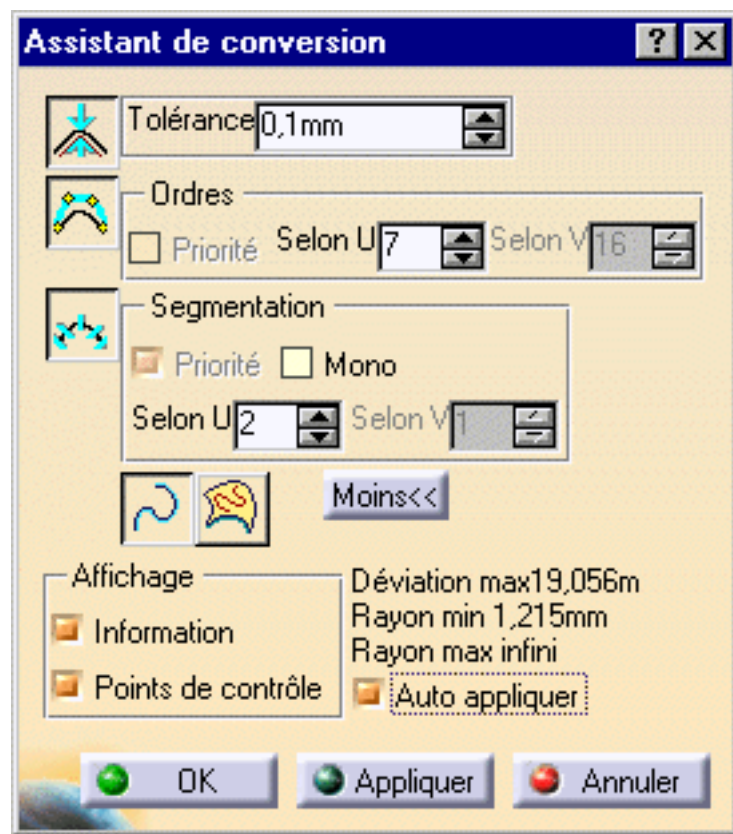 Assistant de conversion ? X
Tolérance 0,1mm
Ordres
Priorité Selon U 7 Selon V 16
Segmentation
Priorité Mono
Selon U 2 Selon V 1
Moins<<
Affichage
Information
Points de contrôle
Déviation max19,056m
Rayon min 1,215mm
Rayon max infini
Auto appliquer
OK Appliquer Annuler